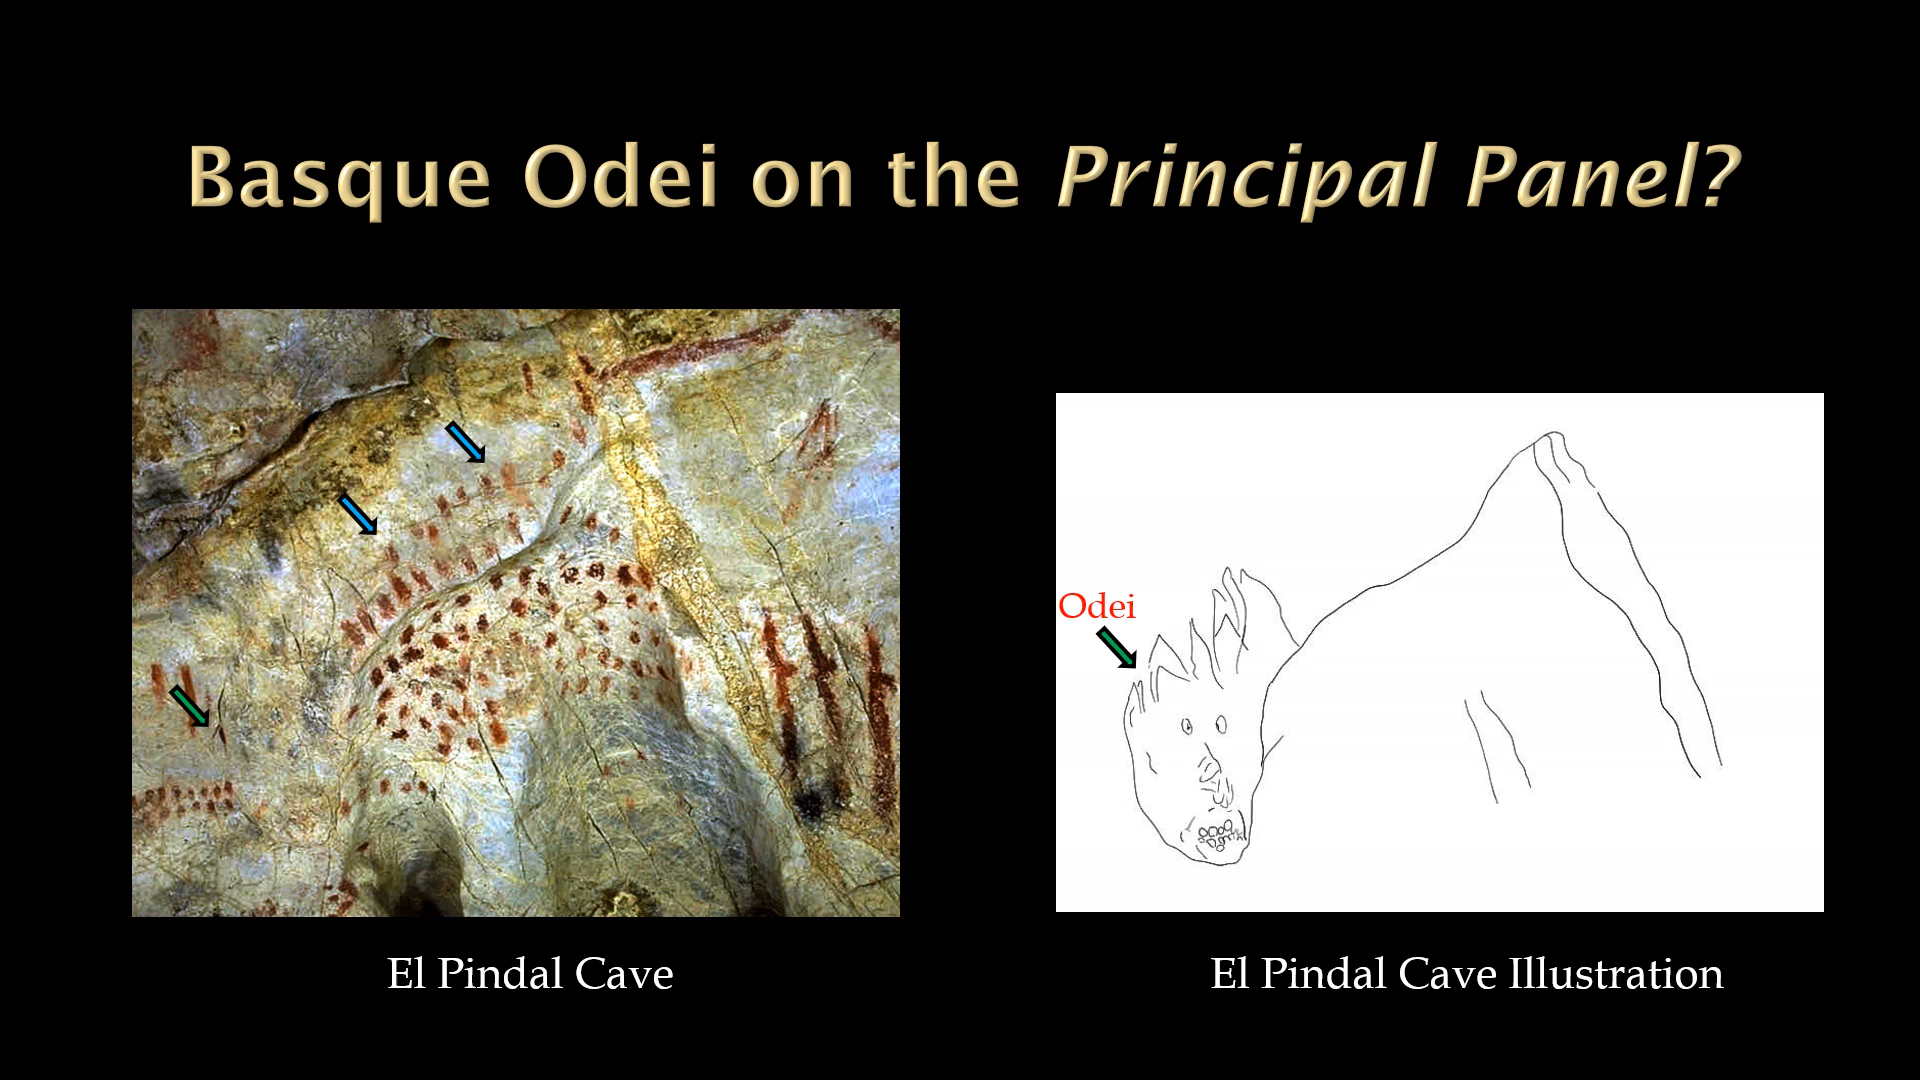 Basque Odei on the Principal Panel?
Odei
El Pindal Cave
El Pindal Cave Illustration